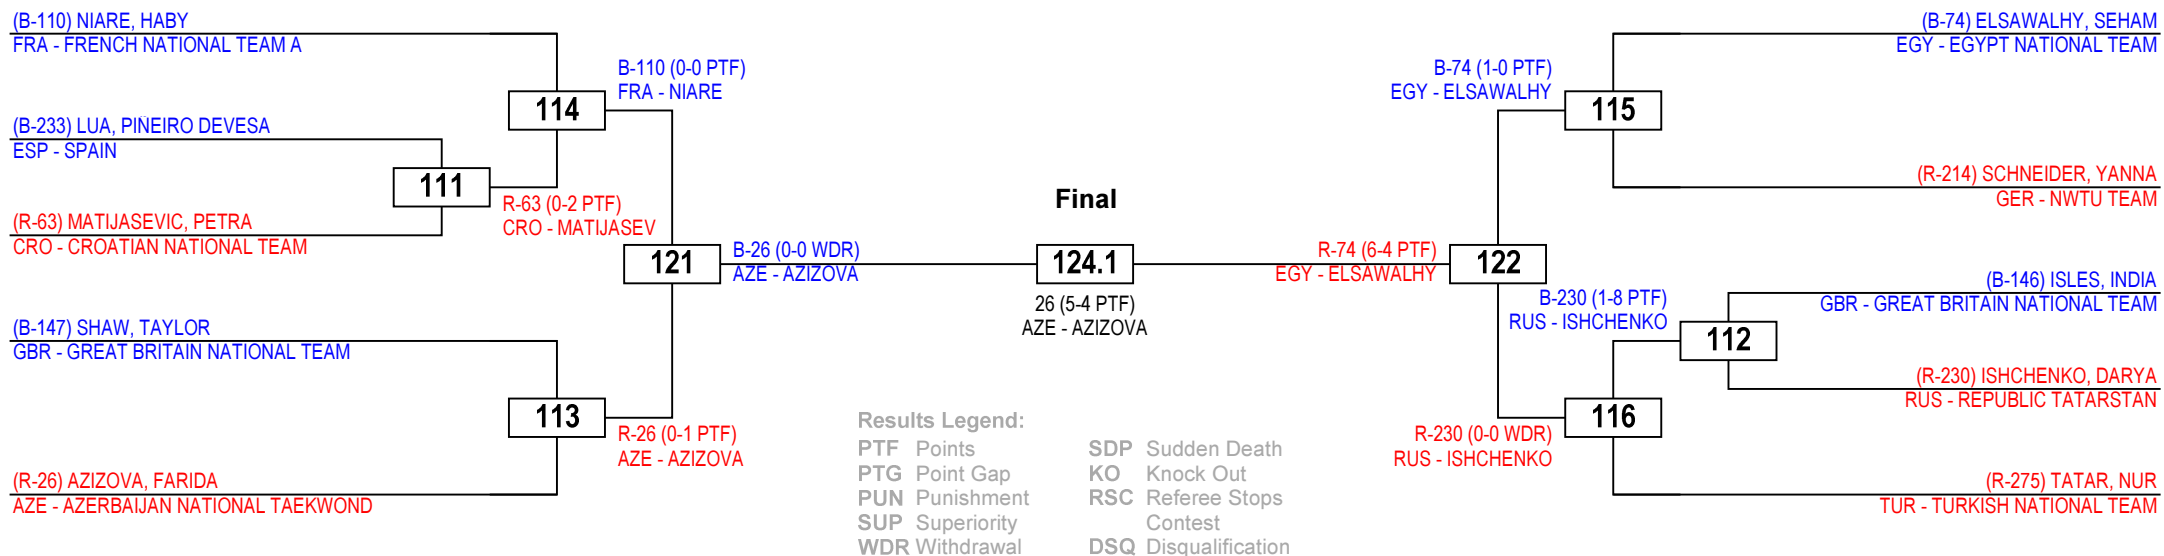 (B-110) NIARE, HABY
FRA - FRENCH NATIONAL TEAM A
(B-233) LUA, PIÑEIRO DEVESA
ESP - SPAIN
(R-63) MATIJASEVIC, PETRA
CRO - CROATIAN NATIONAL TEAM
(B-147) SHAW, TAYLOR
GBR - GREAT BRITAIN NATIONAL TEAM
(R-26) AZIZOVA, FARIDA
AZE - AZERBAIJAN NATIONAL TAEKWOND
111
R-63 (0-2 PTF)
CRO - MATIJASEV
114
B-110 (0-0 PTF)
FRA - NIARE
113
R-26 (0-1 PTF)
AZE - AZIZOVA
121
B-26 (0-0 WDR)
AZE - AZIZOVA
Final
124.1
26 (5-4 PTF)
AZE - AZIZOVA
R-74 (6-4 PTF)
EGY - ELSAWALHY
122
B-74 (1-0 PTF)
EGY - ELSAWALHY
115
R-230 (0-0 WDR)
RUS - ISHCHENKO
116
B-230 (1-8 PTF)
RUS - ISHCHENKO
112
(B-74) ELSAWALHY, SEHAM
EGY - EGYPT NATIONAL TEAM
(R-214) SCHNEIDER, YANNA
GER - NWTU TEAM
(B-146) ISLES, INDIA
GBR - GREAT BRITAIN NATIONAL TEAM
(R-230) ISHCHENKO, DARYA
RUS - REPUBLIC TATARSTAN
(R-275) TATAR, NUR
TUR - TURKISH NATIONAL TEAM
Results Legend:
PTF Points
PTG Point Gap
PUN Punishment
SUP Superiority
WDR Withdrawal
SDP Sudden Death
KO Knock Out
RSC Referee Stops
Contest
DSQ Disqualification